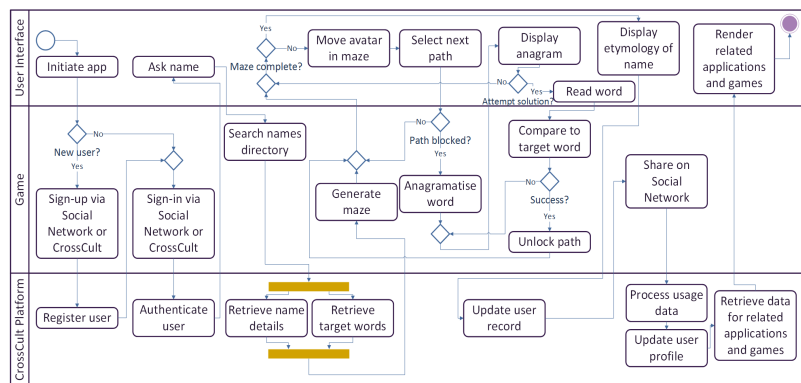 User Interface
Initiate app
Ask name
Yes
Maze complete?
No
Move avatar
in maze
Select next
path
Display
anagram
No
Yes
Attempt solution?
Read word
Display
etymology of
name
Render
related
applications
and games
Game
New user?
No
Yes
Sign-up via
Social
Network or
CrossCult
Sign-in via
Social
Network or
CrossCult
Search names
directory
Generate
maze
No
Path blocked?
Yes
Anagramatise
word
Compare to
target word
No
Success?
Yes
Unlock path
Share on
Social
Network
CrossCult Platform
Register user
Authenticate
user
Retrieve name
details
Retrieve
target words
Update user
record
Process usage
data
Update user
profile
Retrieve data
for related
applications
and games